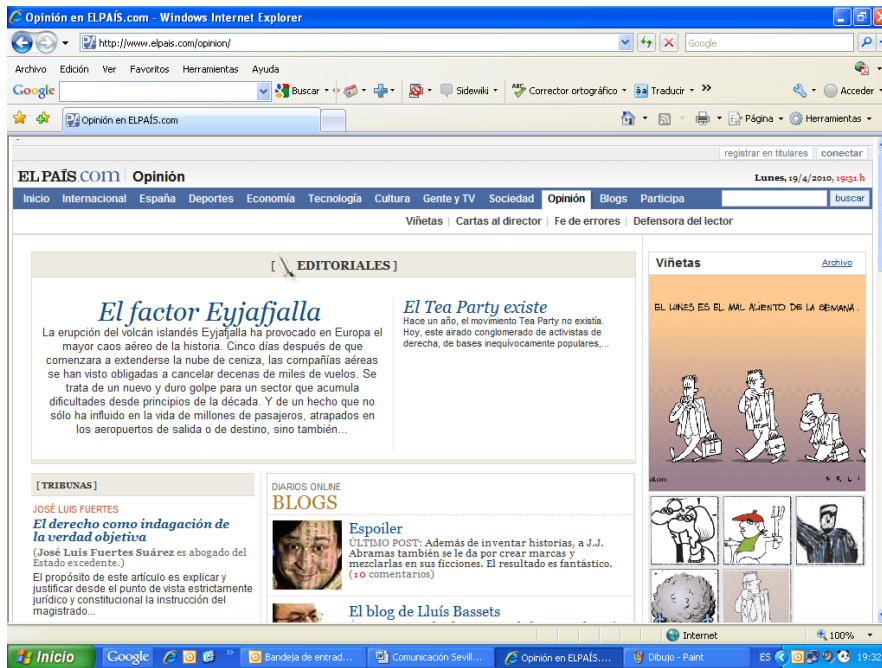 Opinión en ELPAÍS.com - Windows Internet Explorer
http://www.elpais.com/opinion/
Google
Archivo Edición Ver Favoritos Herramientas Ayuda
Google Buscar Sidewiki Corrector ortográfico Traducir Acceder
Opinión en ELPAÍS.com Página Herramientas
registrar en titulares conectar
EL PAÍS.COM Opinión Lunes, 19/4/2010, 19:31 h
Inicio Internacional España Deportes Economía Tecnología Cultura Gente y TV Sociedad Opinión Blogs Participa buscar
Viñetas | Cartas al director | Fe de errores | Defensora del lector
[ EDITORIALES ]
El factor Eyjafjalla
La erupción del volcán islandés Eyjafjalla ha provocado en Europa el
mayor caos aéreo de la historia. Cinco días después de que
comenzara a extenderse la nube de ceniza, las compañías aéreas
se han visto obligadas a cancelar decenas de miles de vuelos. Se
trata de un nuevo y duro golpe para un sector que acumula
dificultades desde principios de la década. Y de un hecho que no
sólo ha influido en la vida de millones de pasajeros, atrapados en
los aeropuertos de salida o de destino, sino también...
El Tea Party existe
Hace un año, el movimiento Tea Party no existía.
Hoy, este airado conglomerado de activistas de
derecha, de bases inequívocamente populares,...
Viñetas Archivo
EL LUNES ES EL MAL ALIENTO DE LA SEMANA.
[ TRIBUNAS ]
JOSÉ LUIS FUERTES
El derecho como indagación de
la verdad objetiva
(José Luis Fuertes Suárez es abogado del
Estado excedente.)
El propósito de este artículo es explicar y
justificar desde el punto de vista estrictamente
jurídico y constitucional la instrucción del
magistrado...
DIARIOS ONLINE
BLOGS
Espoiler
ÚLTIMO POST: Además de inventar historias, a J.J.
Abramas también se le da por crear marcas y
mezclarlas en sus ficciones. El resultado es fantástico.
(10 comentarios)
El blog de Lluís Bassets
Internet 100%
Inicio Google Bandeja de entrad... Comunicación Sevill... Opinión en ELPAÍS.... Dibujo - Paint ES 19:32